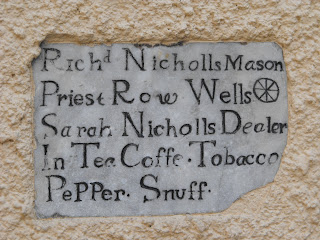 Richd Nicholls Mason
Priest Row Wells
Sarah Nicholls Dealer
In Tea Coffe. Tobacco
PePPer. Snuff.